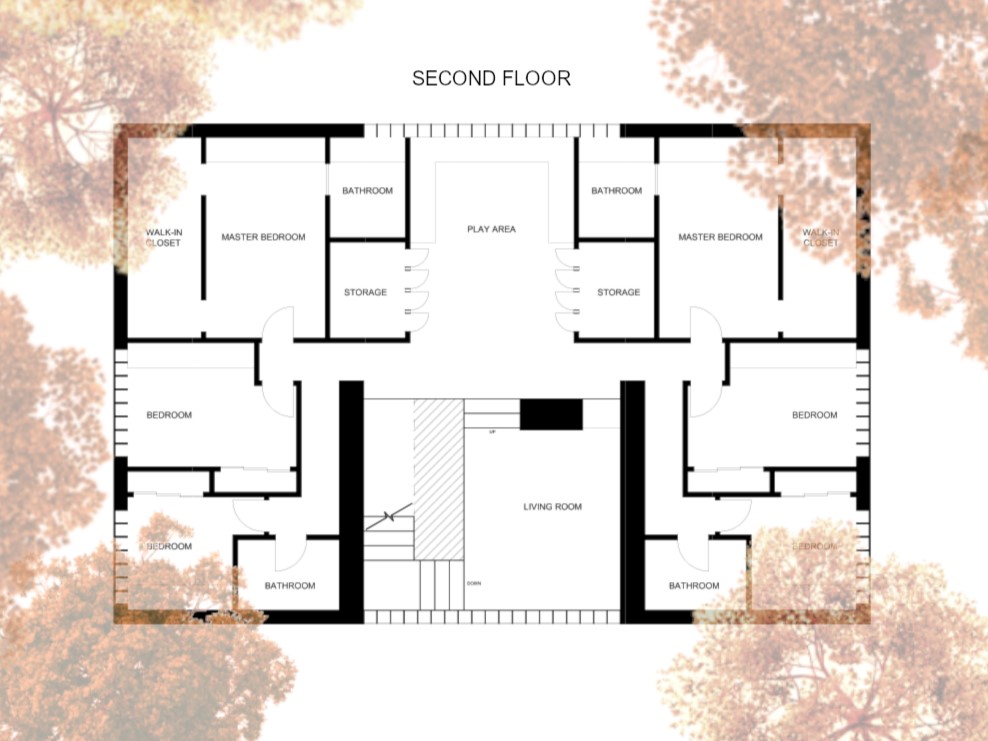 SECOND FLOOR
BATHROOM
BATHROOM
WALK-IN
CLOSET
MASTER BEDROOM
PLAY AREA
MASTER BEDROOM
WALK-IN
CLOSET
STORAGE
STORAGE
BEDROOM
BEDROOM
UP
LIVING ROOM
BEDROOM
BEDROOM
BATHROOM
DOWN
BATHROOM